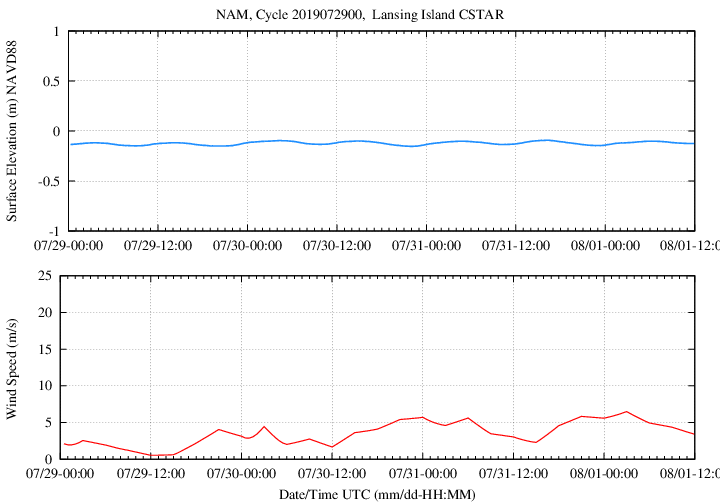 NAM, Cycle 2019072900,  Lansing Island CSTAR
Surface Elevation (m) NAVD88
1
0.5
0
-0.5
-1
07/29-00:00 07/29-12:00 07/30-00:00 07/30-12:00 07/31-00:00 07/31-12:00 08/01-00:00 08/01-12:0
Wind Speed (m/s)
25
20
15
10
5
0
07/29-00:00 07/29-12:00 07/30-00:00 07/30-12:00 07/31-00:00 07/31-12:00 08/01-00:00 08/01-12:0
Date/Time UTC (mm/dd-HH:MM)